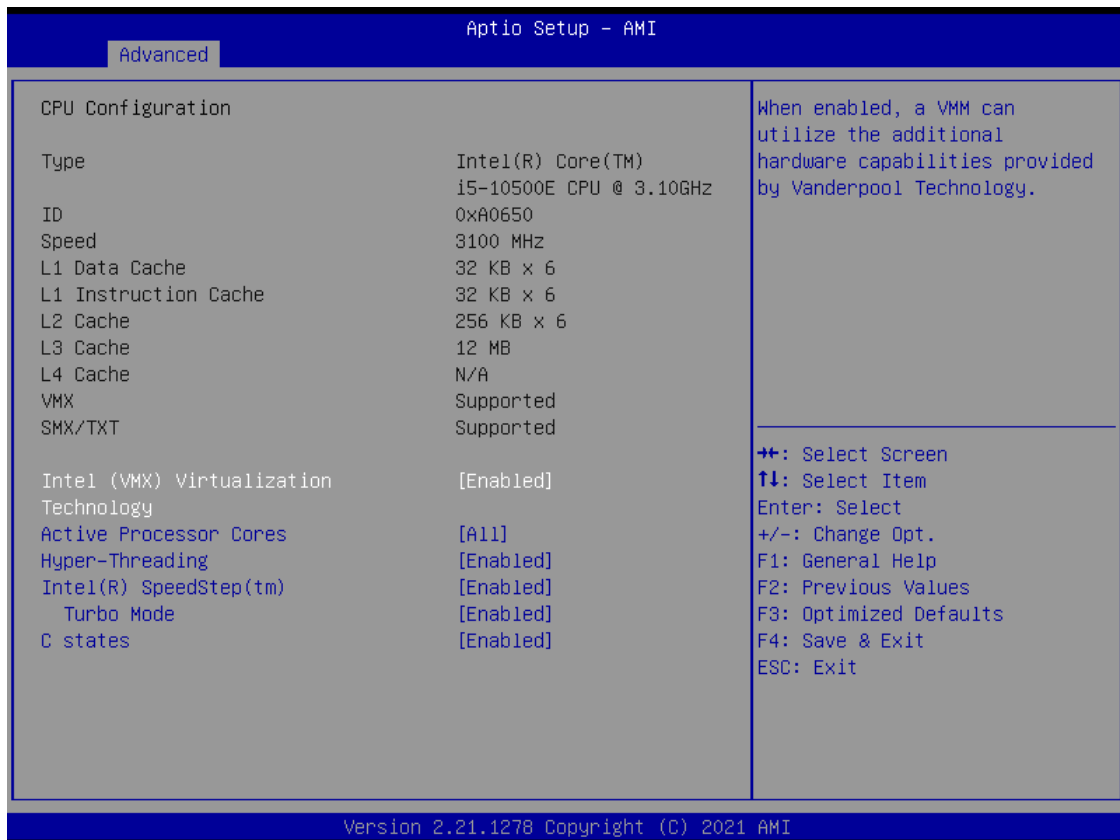 Aptio Setup - AMI
Advanced
CPU Configuration
Type Intel(R) Core(TM)
i5-10500E CPU @ 3.10GHz
ID 0xA0650
Speed 3100 MHz
L1 Data Cache 32 KB x 6
L1 Instruction Cache 32 KB x 6
L2 Cache 256 KB x 6
L3 Cache 12 MB
L4 Cache N/A
VMX Supported
SMX/TXT Supported
Intel (VMX) Virtualization [Enabled]
Technology
Active Processor Cores [All]
Hyper-Threading [Enabled]
Intel(R) SpeedStep(tm) [Enabled]
Turbo Mode [Enabled]
C states [Enabled]
When enabled, a VMM can
utilize the additional
hardware capabilities provided
by Vanderpool Technology.
→←: Select Screen
↑↓: Select Item
Enter: Select
+/-: Change Opt.
F1: General Help
F2: Previous Values
F3: Optimized Defaults
F4: Save & Exit
ESC: Exit
Version 2.21.1278 Copyright (C) 2021 AMI